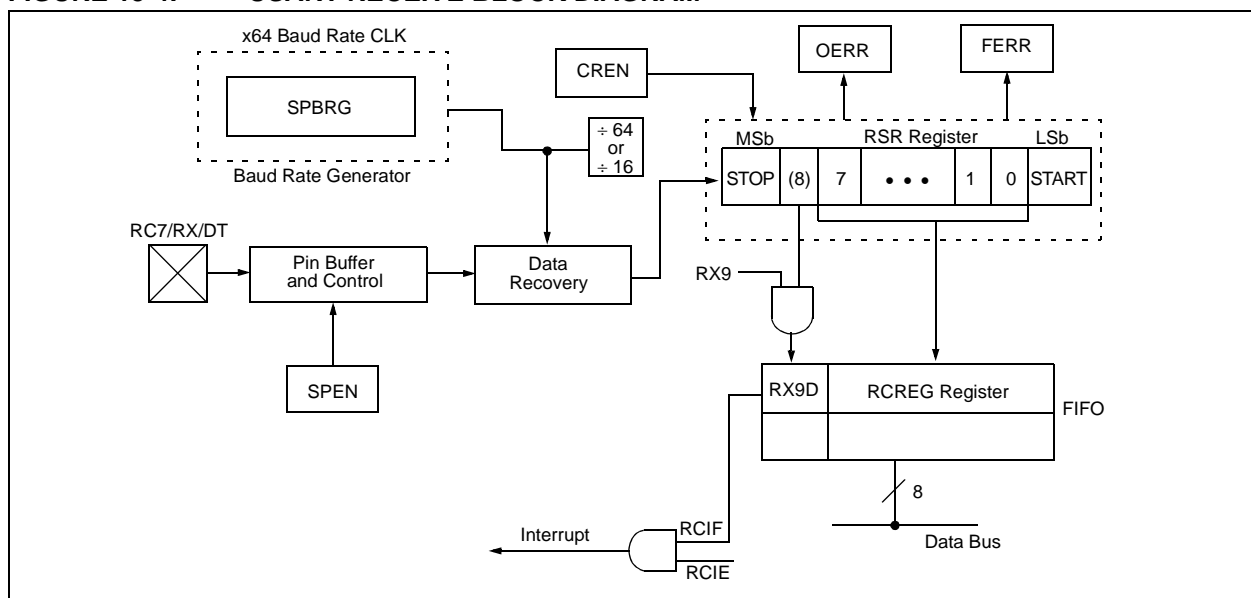 x64 Baud Rate CLK
SPBRG
Baud Rate Generator
CREN
OERR
FERR
÷ 64
or
÷ 16
MSb
RSR Register
LSb
STOP (8) 7 • • • 1 0 START
RC7/RX/DT
Pin Buffer
and Control
Data
Recovery
RX9
SPEN
RX9D
RCREG Register
FIFO
8
Data Bus
Interrupt
RCIF
RCIE